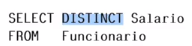 SELECT DISTINCT Salario
FROM Funcionario